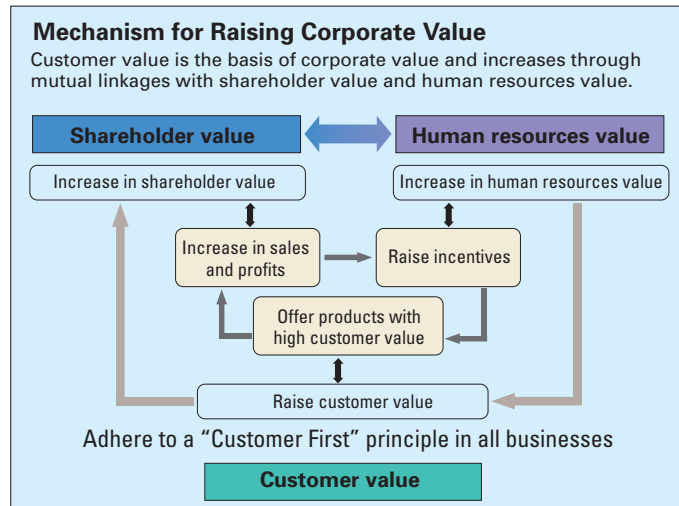 Mechanism for Raising Corporate Value
Customer value is the basis of corporate value and increases through
mutual linkages with shareholder value and human resources value.
Shareholder value
Human resources value
Increase in shareholder value
Increase in human resources value
Increase in sales
and profits
Raise incentives
Offer products with
high customer value
Raise customer value
Adhere to a “Customer First” principle in all businesses
Customer value